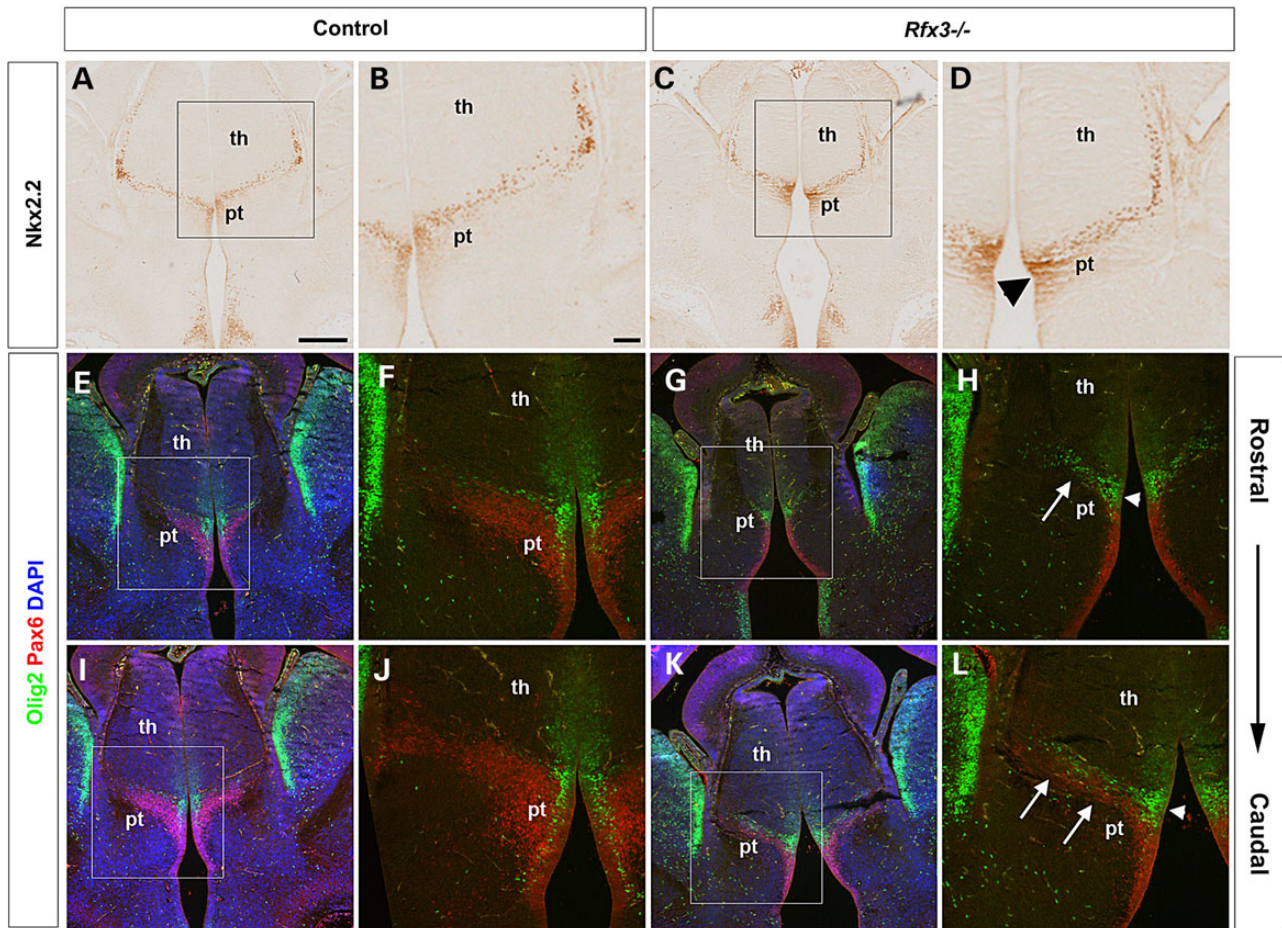 Control
Rfx3-/-
Nkx2.2
A
th
pt
B
th
pt
C
th
pt
D
th
pt
Olig2 Pax6 DAPI
E
th
pt
F
th
pt
G
th
pt
H
th
pt
I
th
pt
J
th
pt
K
th
pt
L
th
pt
Rostral
Caudal